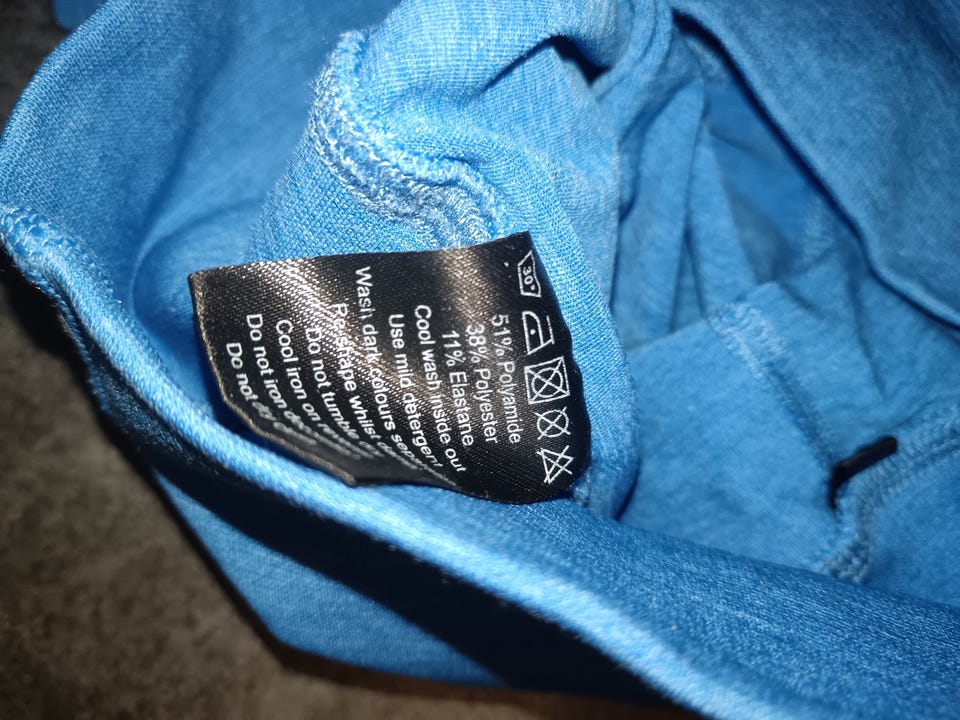 30°
51% Polyamide
38% Polyester
11% Elastane
Cool wash inside out
Use mild detergent
Wash dark colours
Reshape whilst
Do not tumble
Cool iron on
Do not iron
Do not